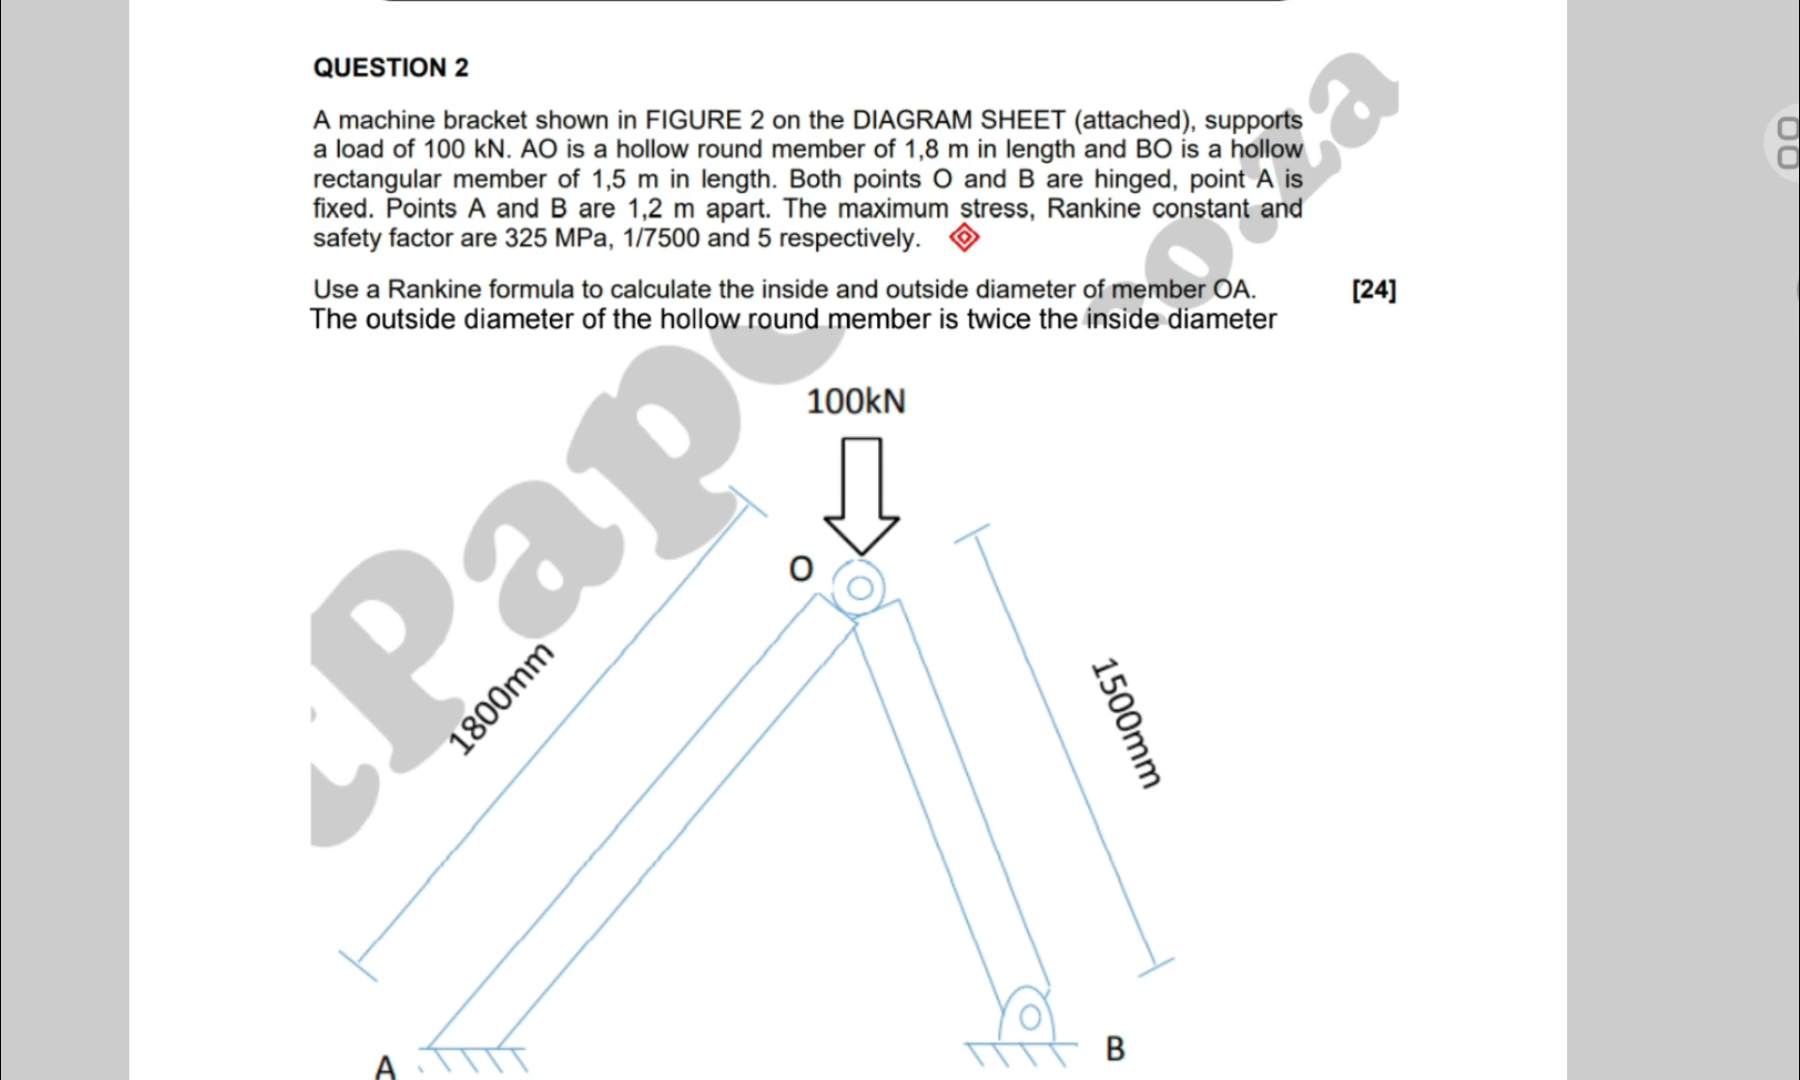 QUESTION 2
A machine bracket shown in FIGURE 2 on the DIAGRAM SHEET (attached), supports
a load of 100 kN. AO is a hollow round member of 1,8 m in length and BO is a hollow
rectangular member of 1,5 m in length. Both points O and B are hinged, point A is
fixed. Points A and B are 1,2 m apart. The maximum stress, Rankine constant and
safety factor are 325 MPa, 1/7500 and 5 respectively.
Use a Rankine formula to calculate the inside and outside diameter of member OA. [24]
The outside diameter of the hollow round member is twice the inside diameter
100kN
O
1800mm
1500mm
A
B